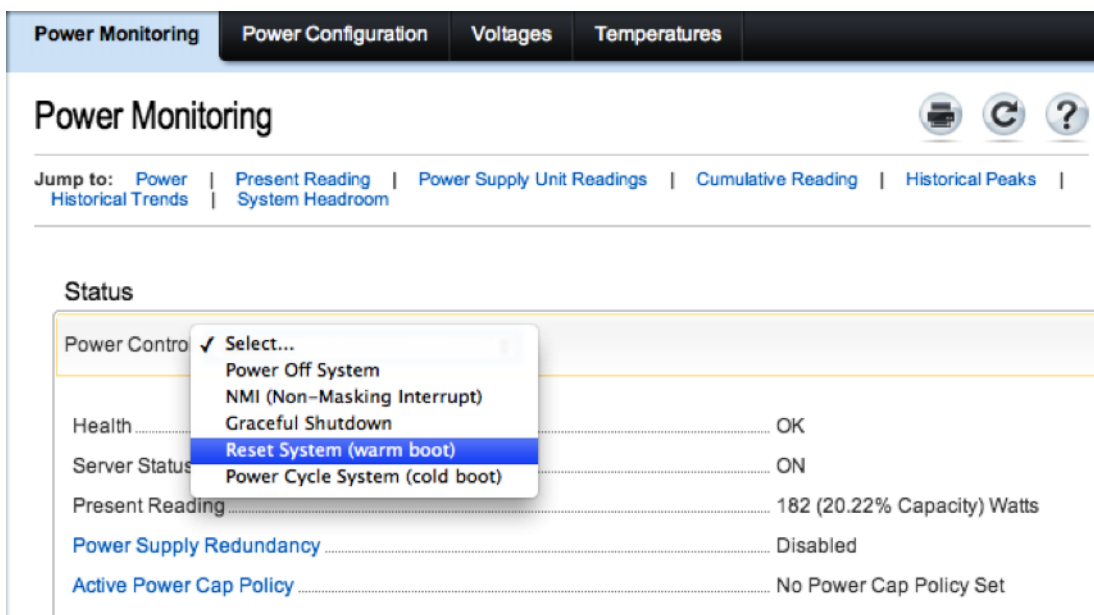 Power Monitoring Power Configuration Voltages Temperatures
Power Monitoring
Jump to: Power | Present Reading | Power Supply Unit Readings | Cumulative Reading | Historical Peaks |
Historical Trends | System Headroom
Status
Power Contro ✓ Select...
Power Off System
NMI (Non-Masking Interrupt)
Graceful Shutdown
Reset System (warm boot)
Power Cycle System (cold boot)
Health OK
Server Status ON
Present Reading 182 (20.22% Capacity) Watts
Power Supply Redundancy Disabled
Active Power Cap Policy No Power Cap Policy Set